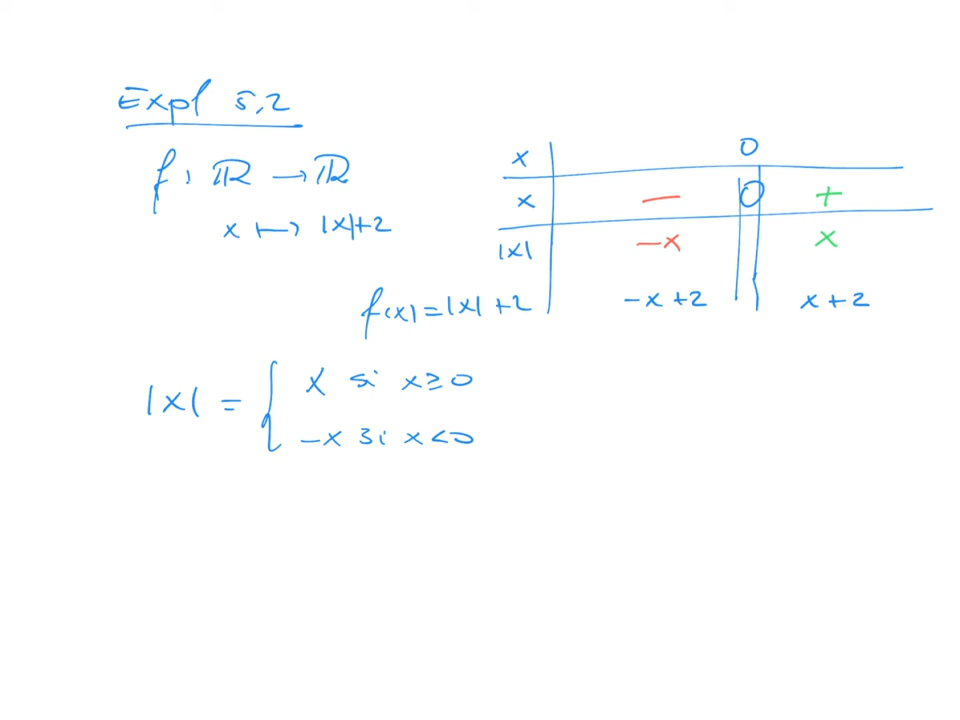 Expl 5,2
f : ℝ → ℝ
x ↦ |x|+2
x 0
x — 0 +
|x| -x x
f(x)=|x|+2 -x+2 x+2
|x| = { x si x≥0
-x si x<0